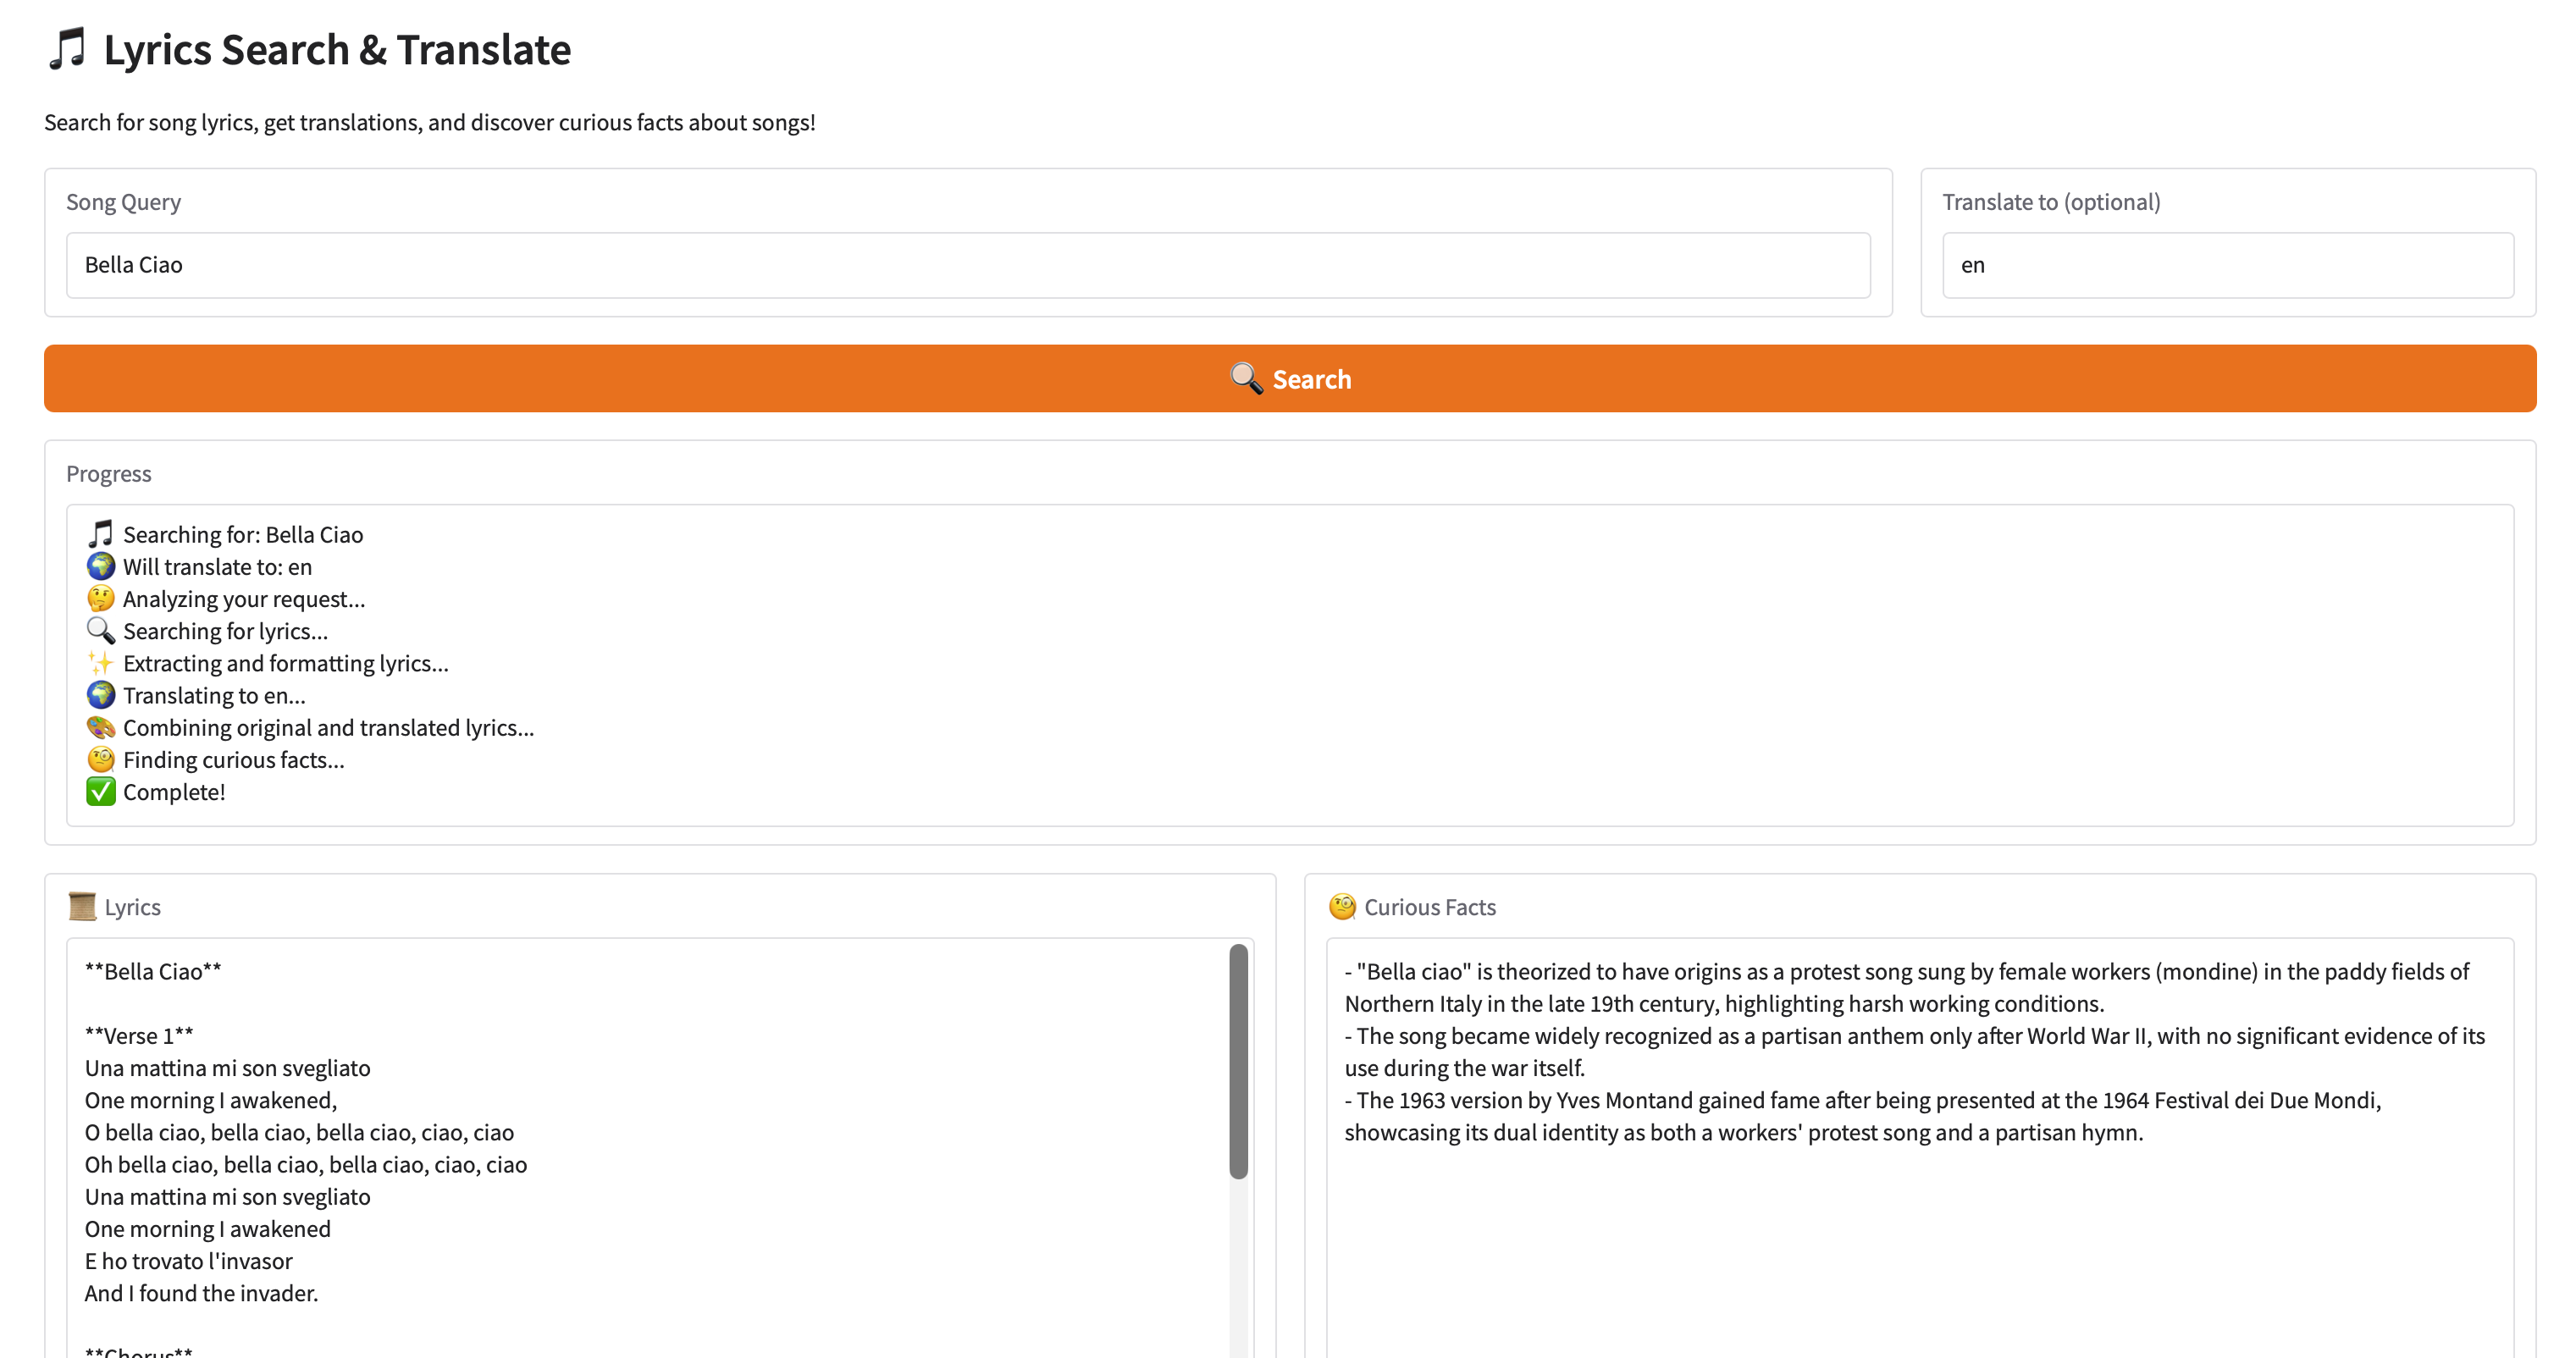 🎵 Lyrics Search & Translate
Search for song lyrics, get translations, and discover curious facts about songs!
Song Query
Bella Ciao
Translate to (optional)
en
🔍 Search
Progress
🎵 Searching for: Bella Ciao
🌍 Will translate to: en
🤔 Analyzing your request...
🔍 Searching for lyrics...
✨ Extracting and formatting lyrics...
🌍 Translating to en...
🎨 Combining original and translated lyrics...
🧐 Finding curious facts...
✅ Complete!
📜 Lyrics
**Bella Ciao**
**Verse 1**
Una mattina mi son svegliato
One morning I awakened,
O bella ciao, bella ciao, bella ciao, ciao, ciao
Oh bella ciao, bella ciao, bella ciao, ciao, ciao
Una mattina mi son svegliato
One morning I awakened
E ho trovato l'invasor
And I found the invader.
**Chorus**
🧐 Curious Facts
- "Bella ciao" is theorized to have origins as a protest song sung by female workers (mondine) in the paddy fields of
Northern Italy in the late 19th century, highlighting harsh working conditions.
- The song became widely recognized as a partisan anthem only after World War II, with no significant evidence of its
use during the war itself.
- The 1963 version by Yves Montand gained fame after being presented at the 1964 Festival dei Due Mondi,
showcasing its dual identity as both a workers' protest song and a partisan hymn.